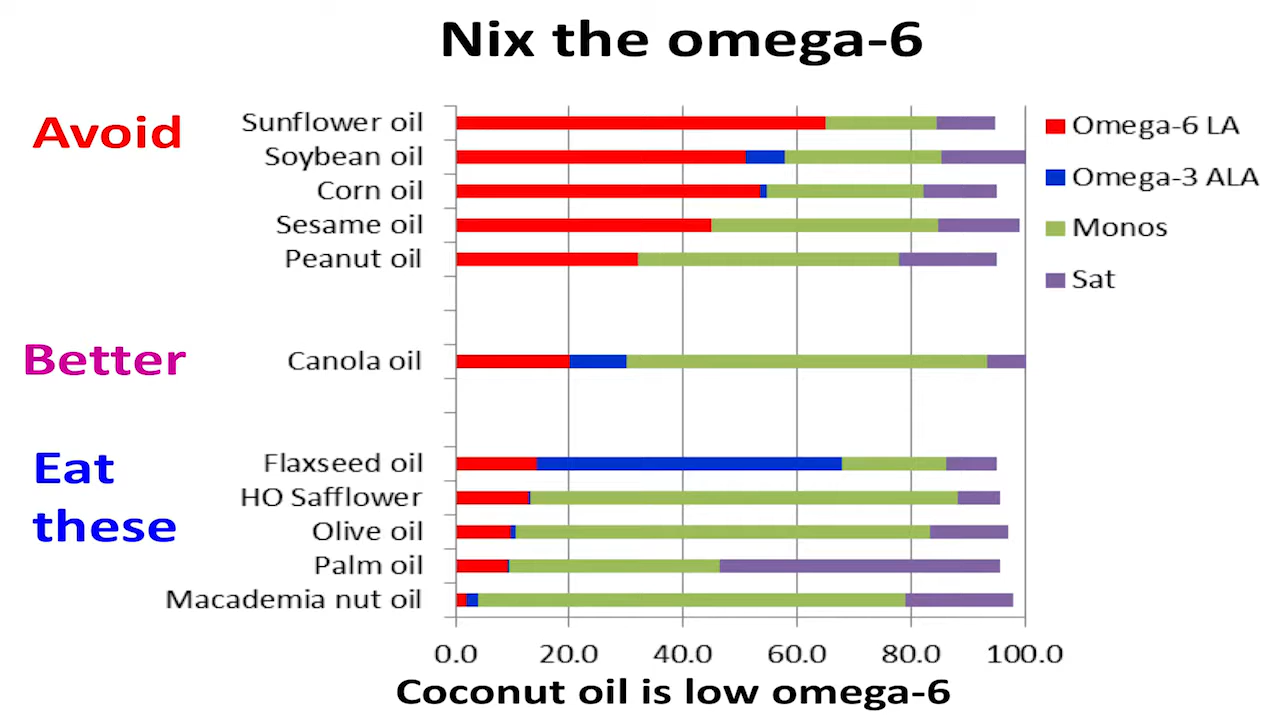 Nix the omega-6
Avoid
Sunflower oil
Soybean oil
Corn oil
Sesame oil
Peanut oil
Better
Canola oil
Eat
these
Flaxseed oil
HO Safflower
Olive oil
Palm oil
Macademia nut oil
Omega-6 LA
Omega-3 ALA
Monos
Sat
0.0 20.0 40.0 60.0 80.0 100.0
Coconut oil is low omega-6